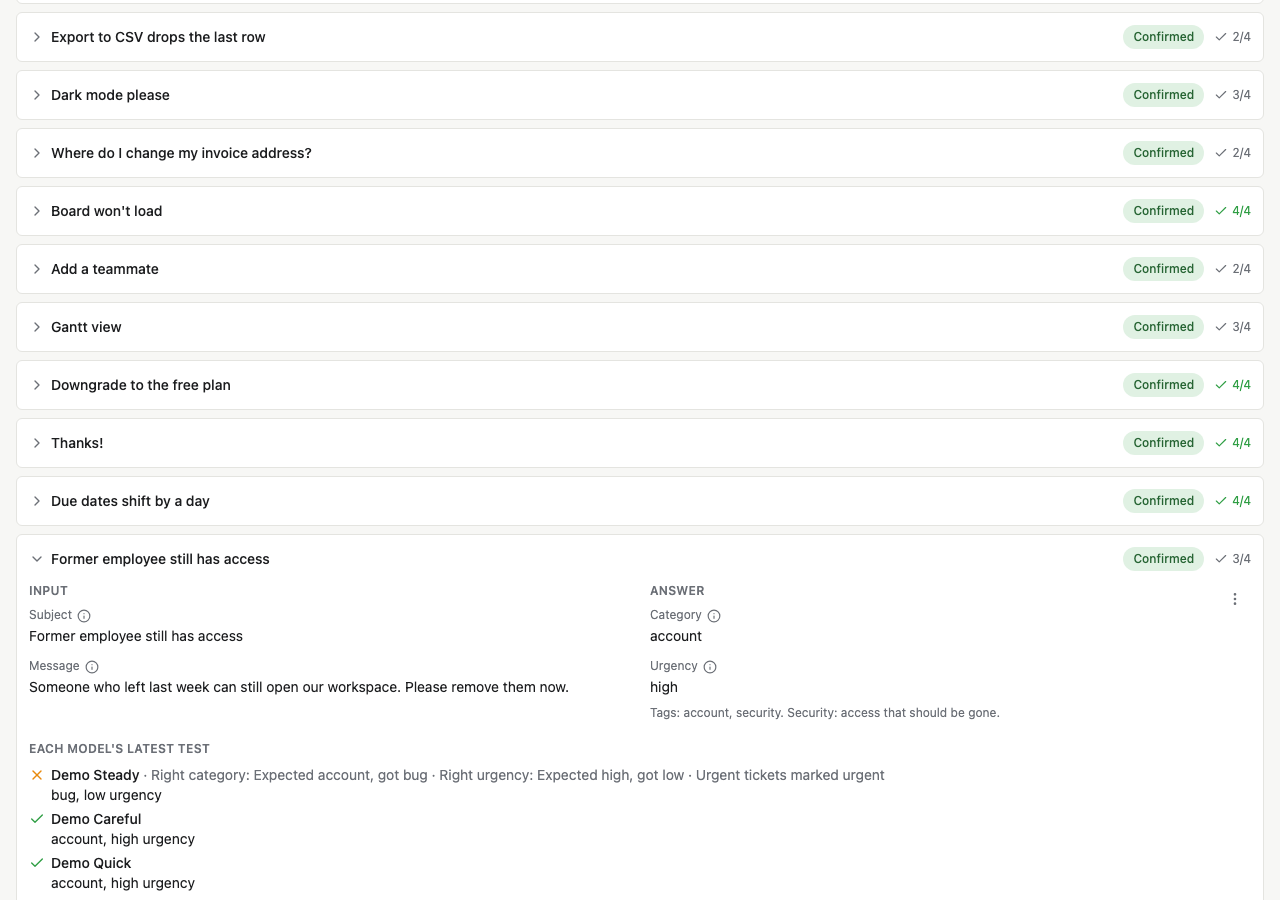 Export to CSV drops the last row Confirmed 2/4
Dark mode please Confirmed 3/4
Where do I change my invoice address? Confirmed 2/4
Board won't load Confirmed 4/4
Add a teammate Confirmed 2/4
Gantt view Confirmed 3/4
Downgrade to the free plan Confirmed 4/4
Thanks! Confirmed 4/4
Due dates shift by a day Confirmed 4/4
Former employee still has access Confirmed 3/4
INPUT
Subject
Former employee still has access
Message
Someone who left last week can still open our workspace. Please remove them now.
ANSWER
Category
account
Urgency
high
Tags: account, security. Security: access that should be gone.
EACH MODEL'S LATEST TEST
Demo Steady · Right category: Expected account, got bug · Right urgency: Expected high, got low · Urgent tickets marked urgent
bug, low urgency
Demo Careful
account, high urgency
Demo Quick
account, high urgency